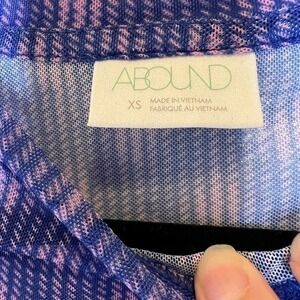 ABOUND
XS
MADE IN VIETNAM
FABRIQUÉ AU VIETNAM